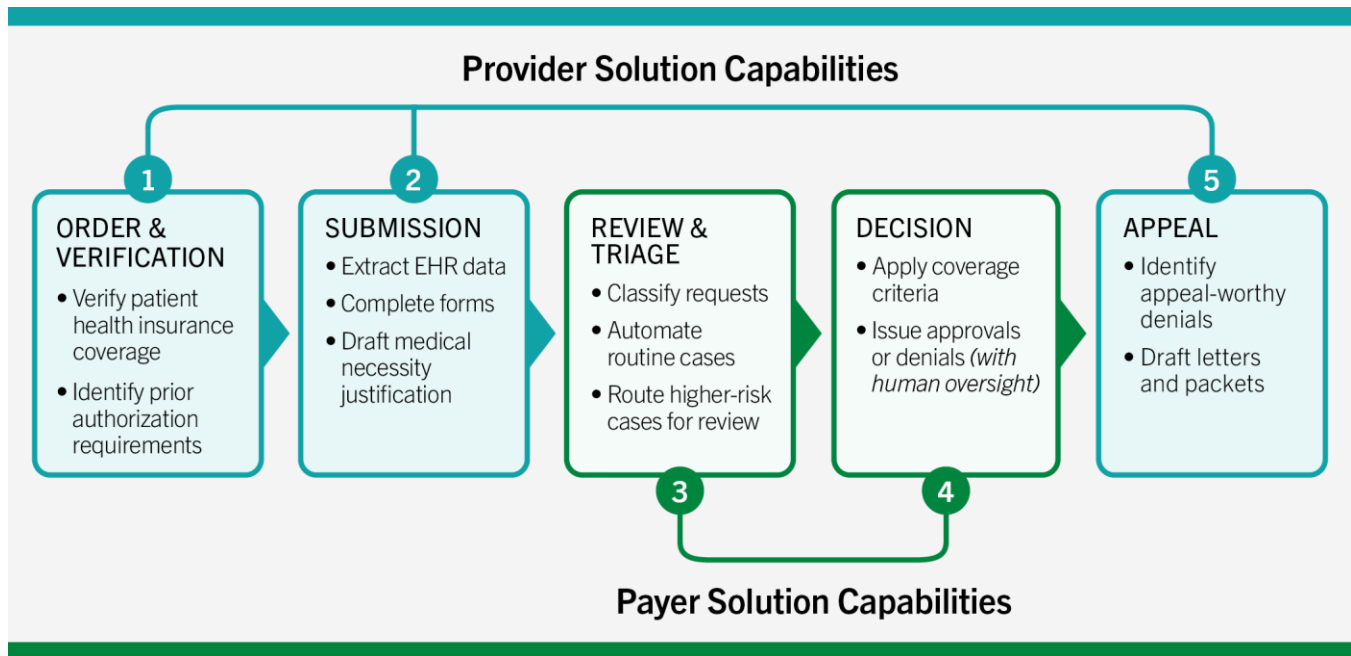 Provider Solution Capabilities
1
ORDER &
VERIFICATION
• Verify patient
health insurance
coverage
• Identify prior
authorization
requirements
2
SUBMISSION
• Extract EHR data
• Complete forms
• Draft medical
necessity
justification
REVIEW &
TRIAGE
• Classify requests
• Automate
routine cases
• Route higher-risk
cases for review
3
DECISION
• Apply coverage
criteria
• Issue approvals
or denials (with
human oversight)
4
5
APPEAL
• Identify
appeal-worthy
denials
• Draft letters
and packets
Payer Solution Capabilities